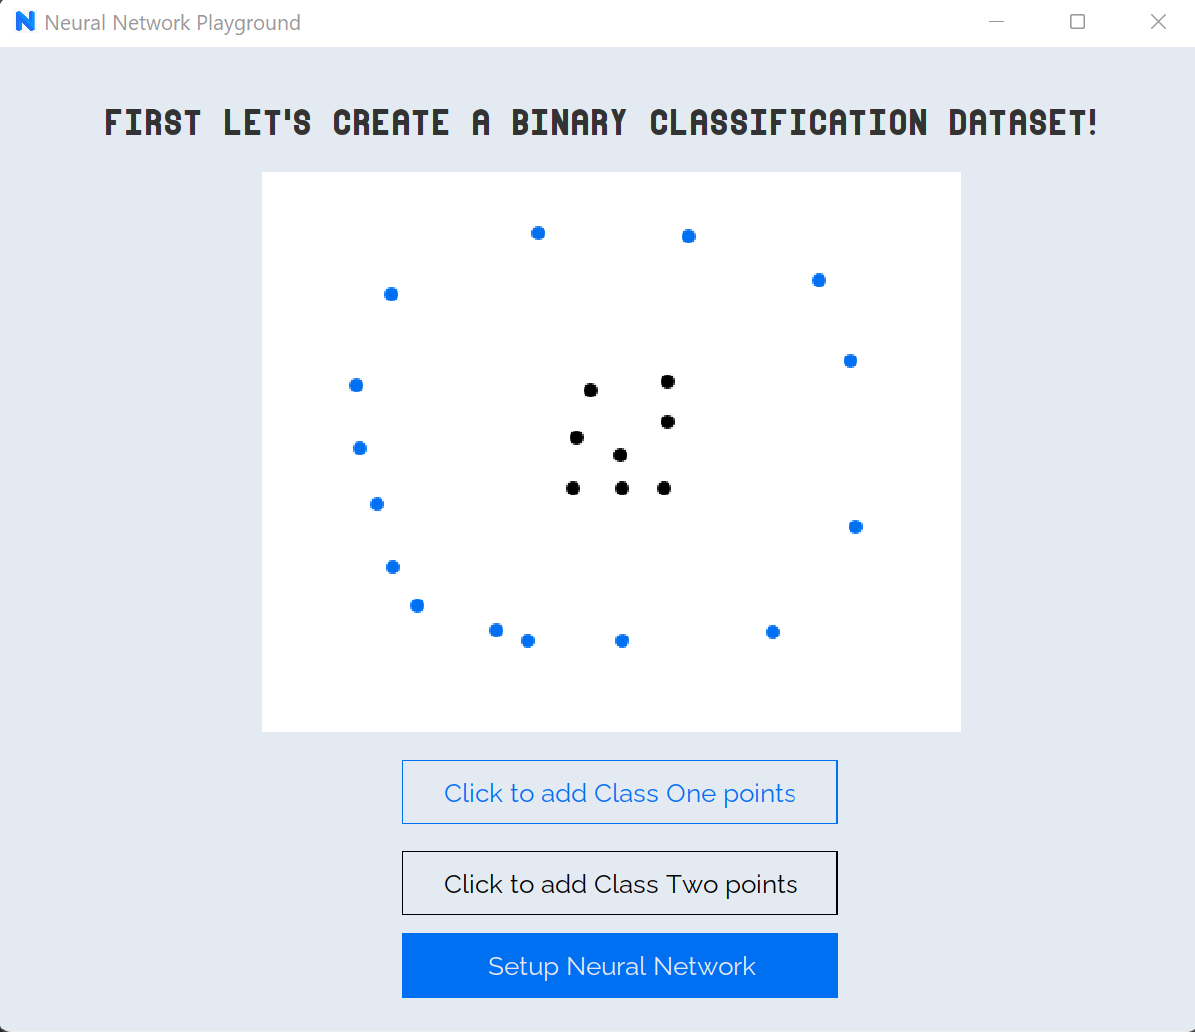 Neural Network Playground
FIRST LET'S CREATE A BINARY CLASSIFICATION DATASET!
Click to add Class One points
Click to add Class Two points
Setup Neural Network